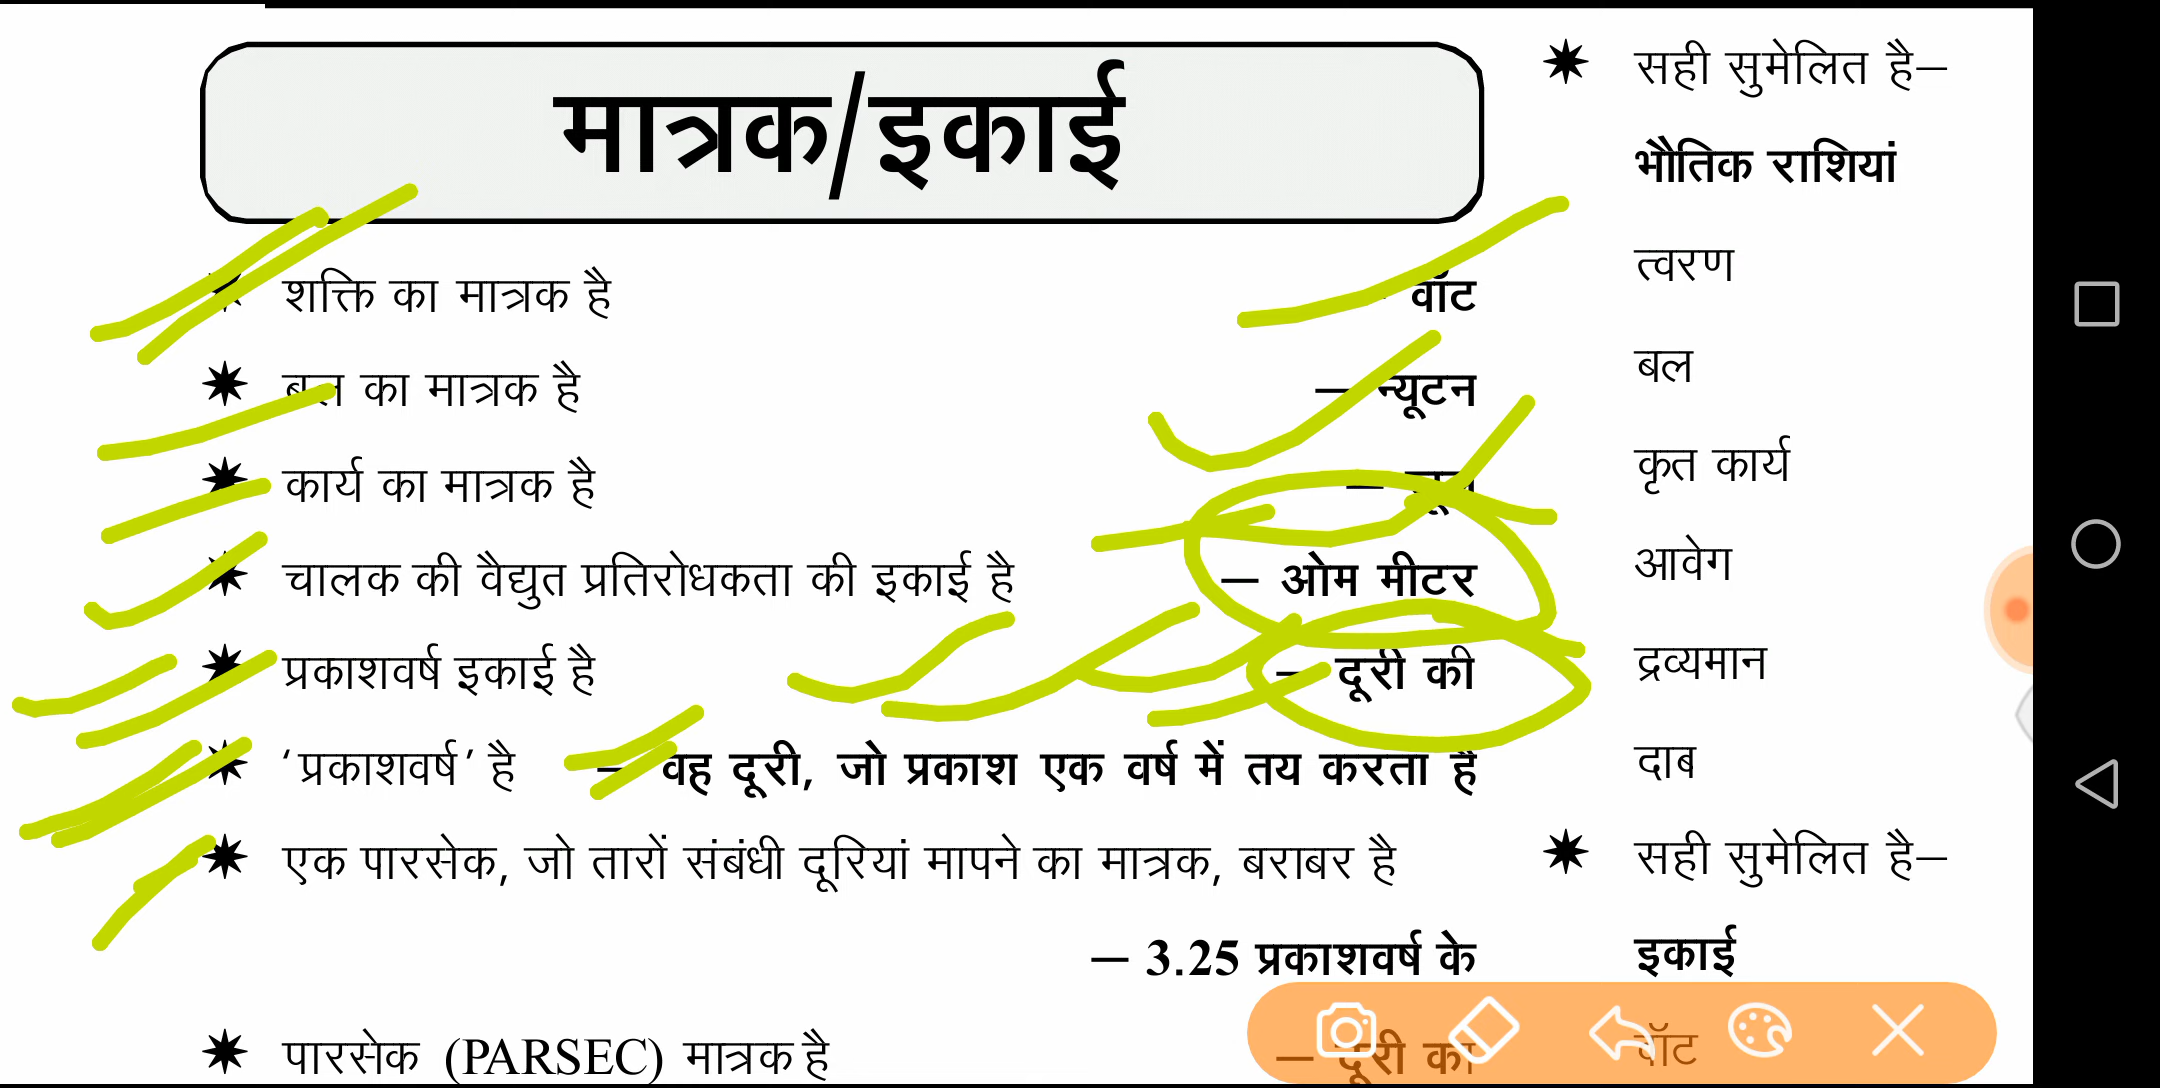 मात्रक/इकाई
शक्ति का मात्रक है – वॉट
बल का मात्रक है – न्यूटन
कार्य का मात्रक है –
चालक की वैद्युत प्रतिरोधकता की इकाई है – ओम मीटर
प्रकाशवर्ष इकाई है – दूरी की
‘प्रकाशवर्ष’ है – वह दूरी, जो प्रकाश एक वर्ष में तय करता है
एक पारसेक, जो तारों संबंधी दूरियां मापने का मात्रक, बराबर है
– 3.25 प्रकाशवर्ष के
पारसेक (PARSEC) मात्रक है – दूरी का
सही सुमेलित है–
भौतिक राशियां
त्वरण
बल
कृत कार्य
आवेग
द्रव्यमान
दाब
सही सुमेलित है–
इकाई
वॉट